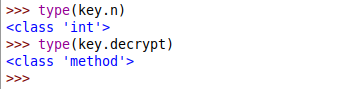 >>> type(key.n)
<class 'int'>
>>> type(key.decrypt)
<class 'method'>
>>>